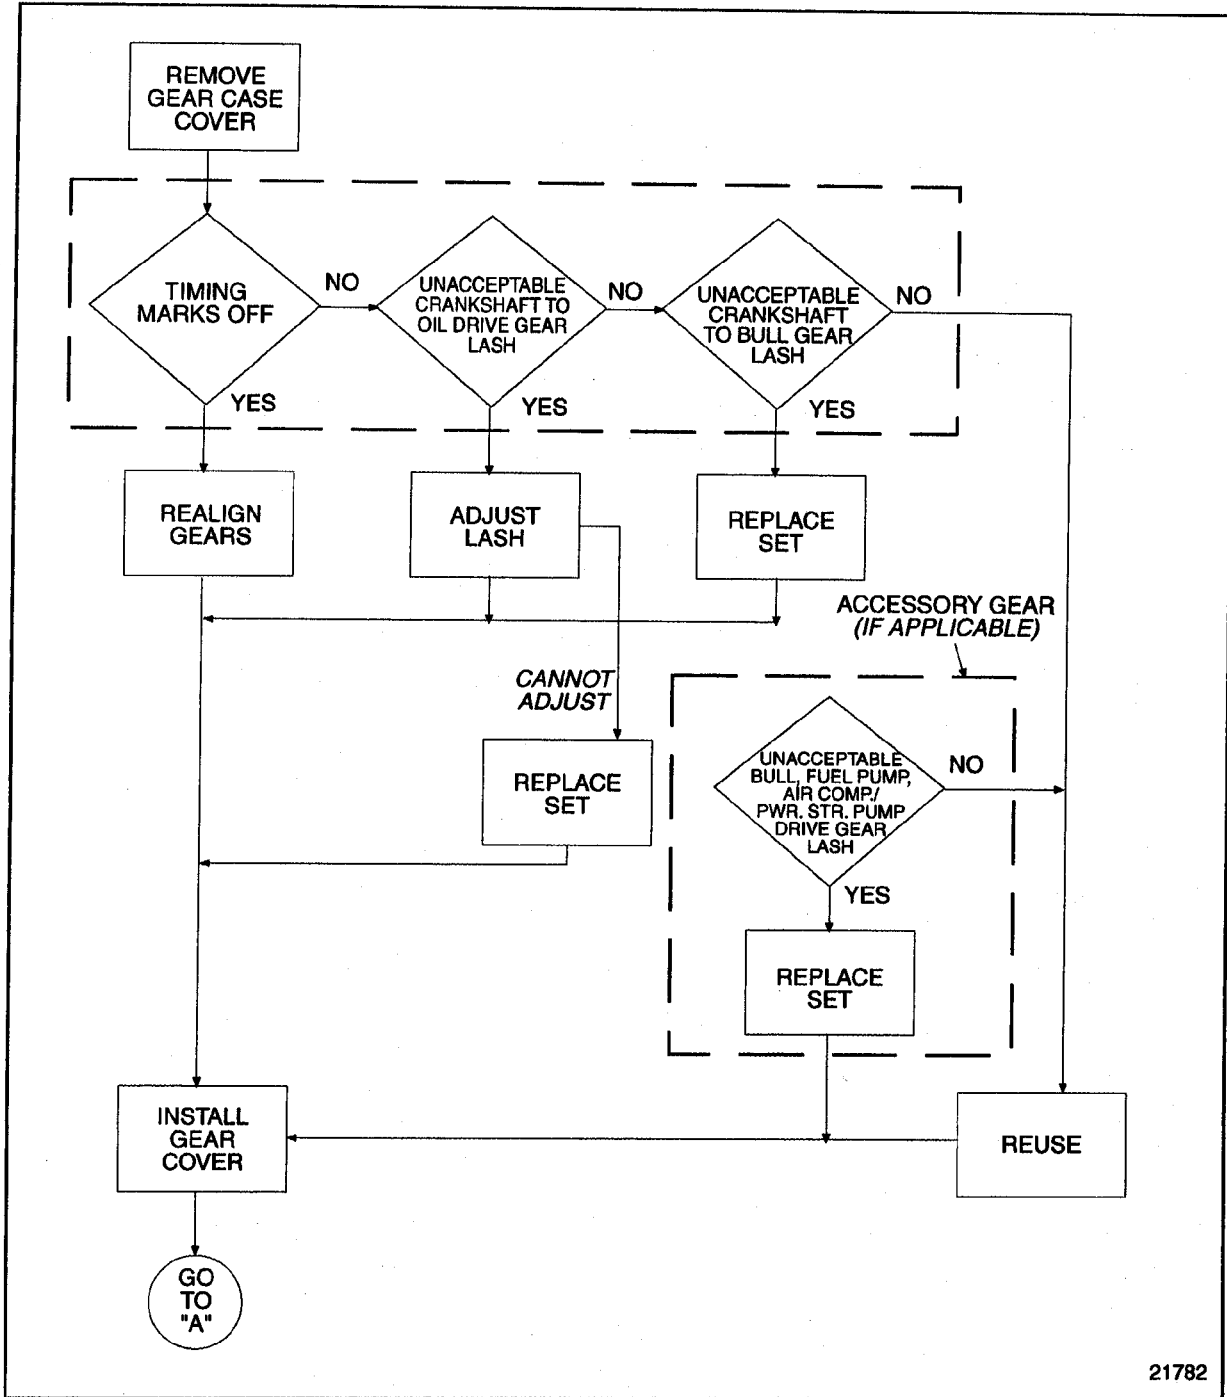 REMOVE
GEAR CASE
COVER
TIMING
MARKS OFF
NO
UNACCEPTABLE
CRANKSHAFT TO
OIL DRIVE GEAR
LASH
NO
UNACCEPTABLE
CRANKSHAFT
TO BULL GEAR
LASH
NO
YES
YES
YES
REALIGN
GEARS
ADJUST
LASH
REPLACE
SET
ACCESSORY GEAR
(IF APPLICABLE)
CANNOT
ADJUST
REPLACE
SET
UNACCEPTABLE
BULL, FUEL PUMP,
AIR COMP./
PWR. STR. PUMP
DRIVE GEAR
LASH
NO
YES
REPLACE
SET
INSTALL
GEAR
COVER
REUSE
GO
TO
"A"
21782